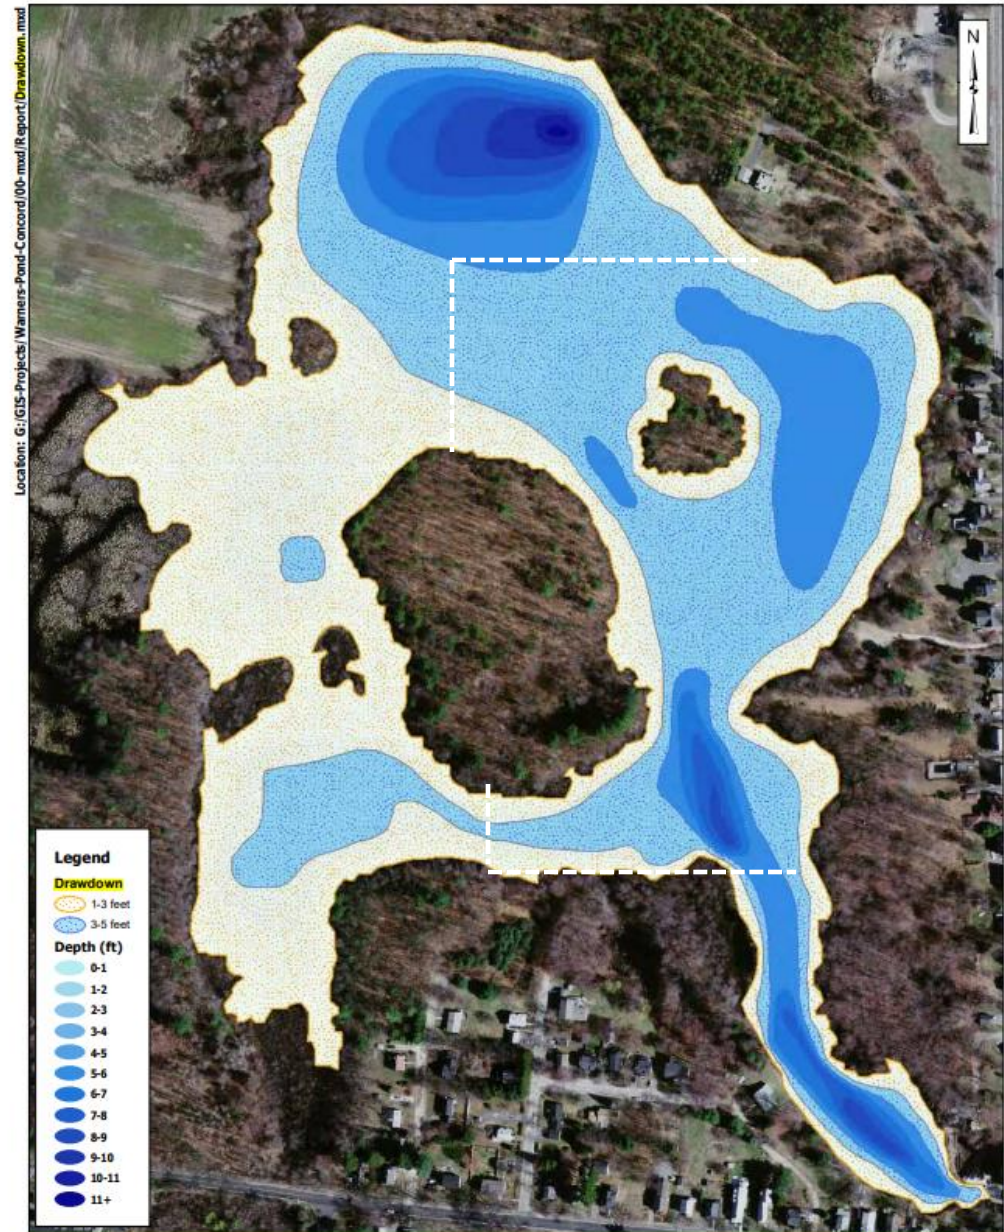 Location: G:/GIS-Projects/Warners-Pond-Concord/00-mxd/Report/Drawdown.mxd
N
Legend
Drawdown
1-3 feet
3-5 feet
Depth (ft)
0-1
1-2
2-3
3-4
4-5
5-6
6-7
7-8
8-9
9-10
10-11
11+